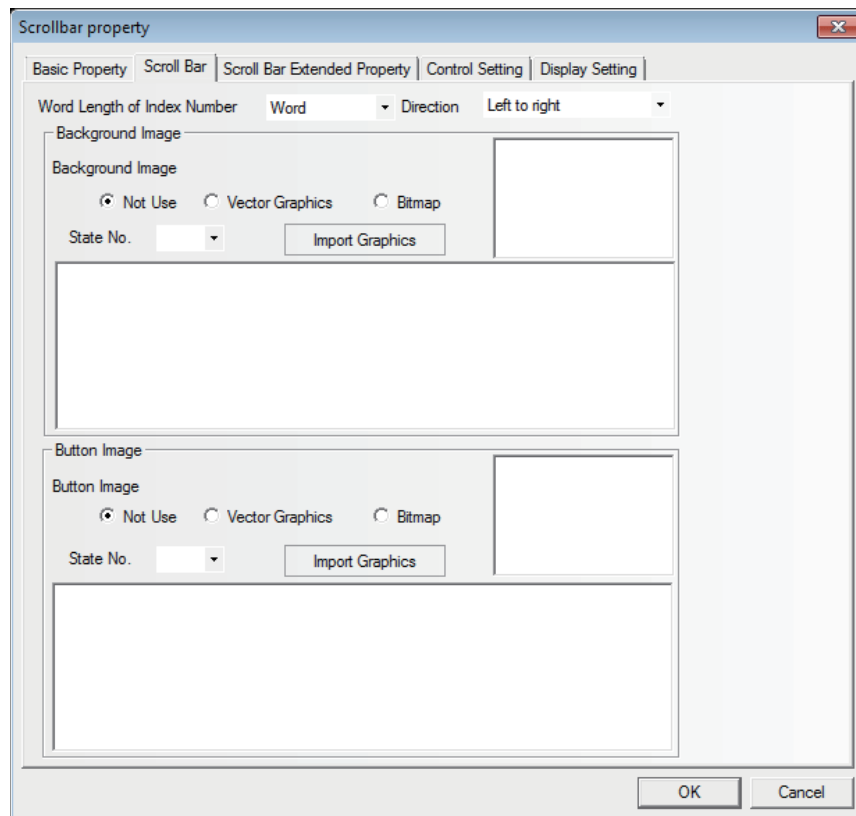 Scrollbar property
Basic Property Scroll Bar Scroll Bar Extended Property Control Setting Display Setting
Word Length of Index Number Word Direction Left to right
Background Image
Background Image
Not Use Vector Graphics Bitmap
State No. Import Graphics
Button Image
Button Image
Not Use Vector Graphics Bitmap
State No. Import Graphics
OK Cancel